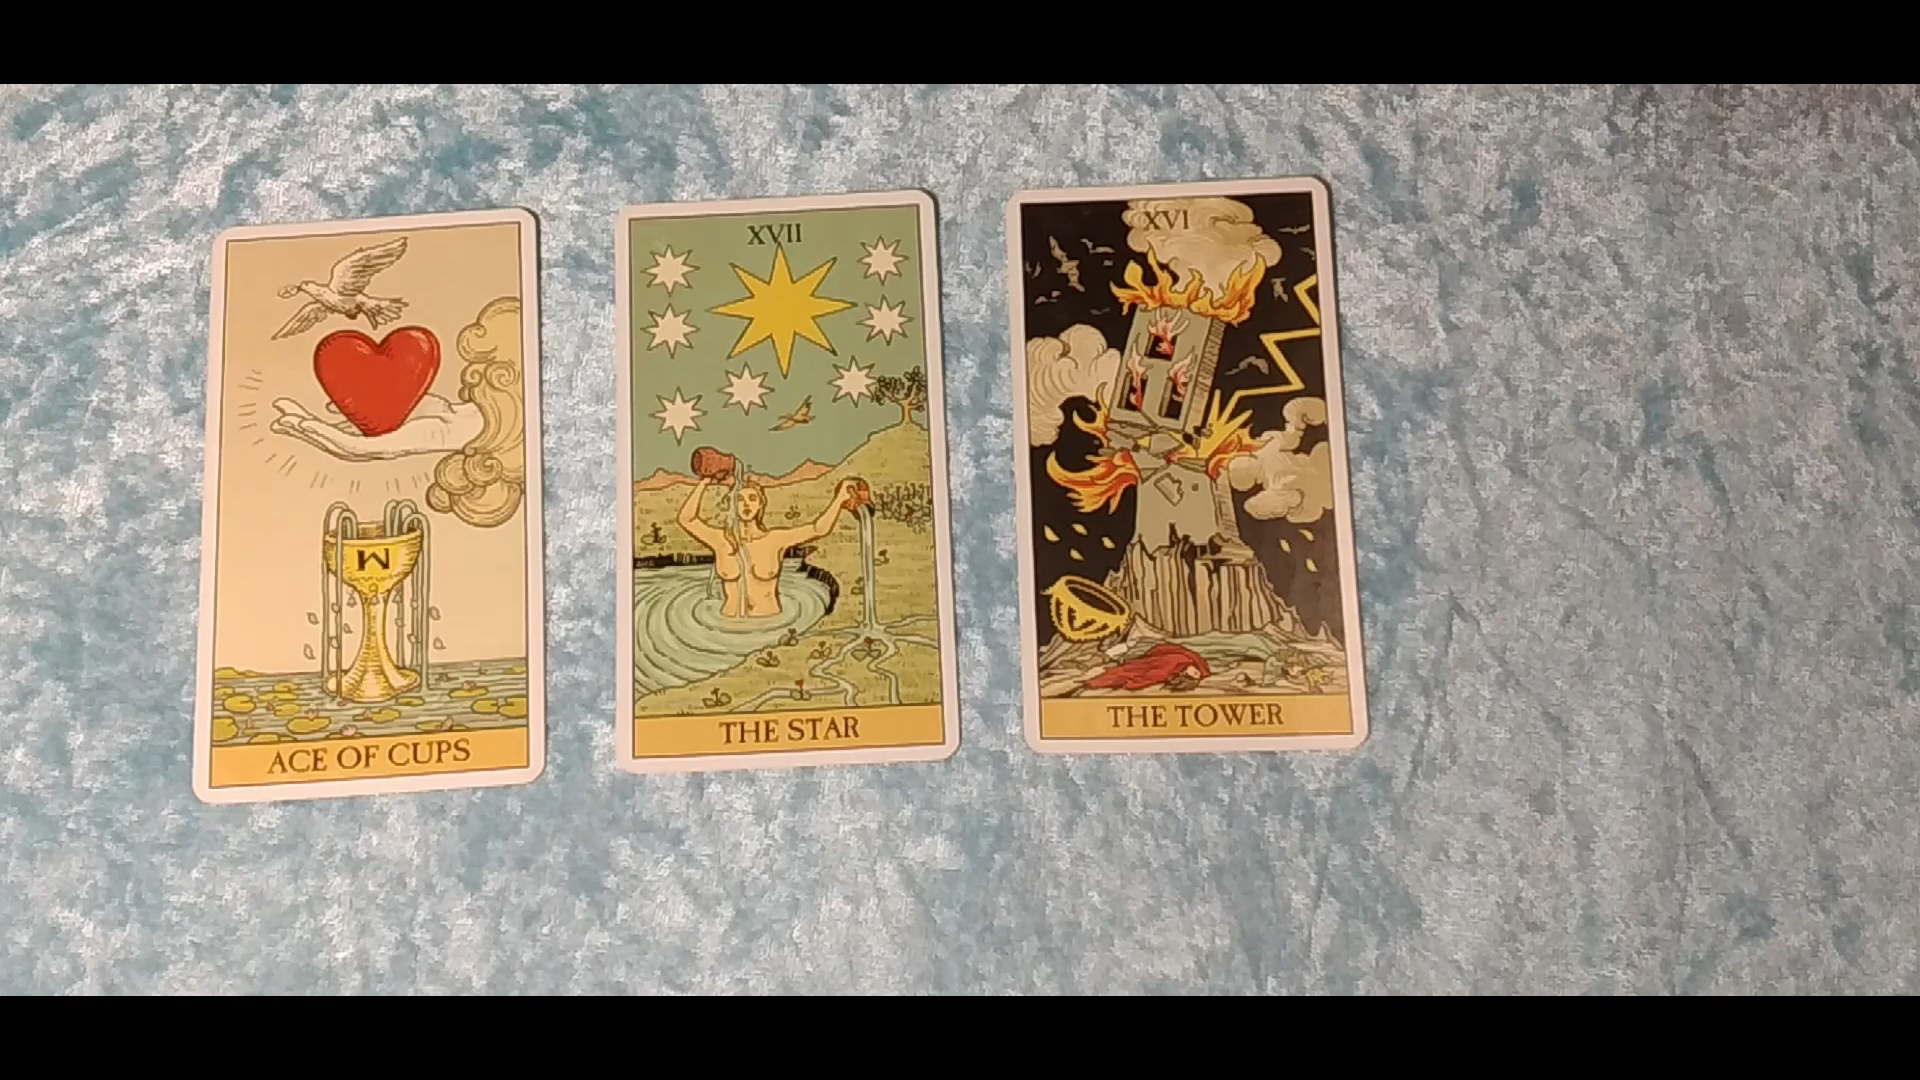 XVII
XVI
M
ACE OF CUPS
THE STAR
THE TOWER